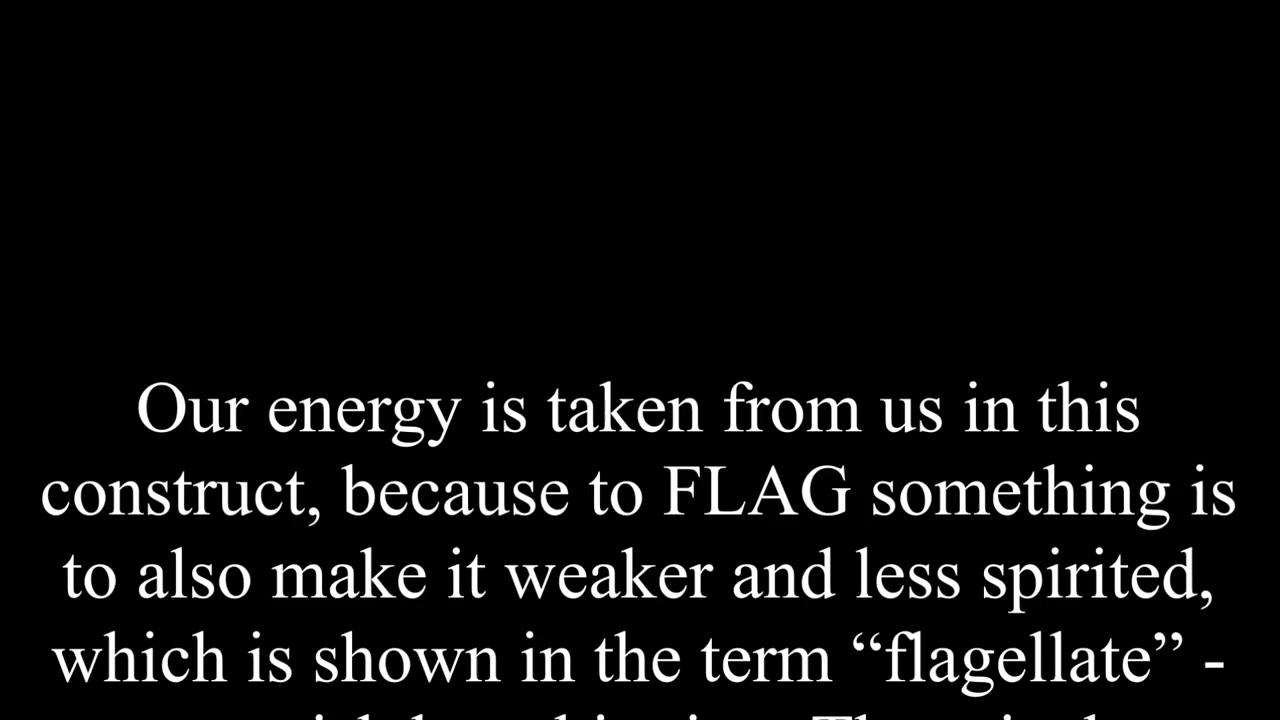 Our energy is taken from us in this
construct, because to FLAG something is
to also make it weaker and less spirited,
which is shown in the term “flagellate” -